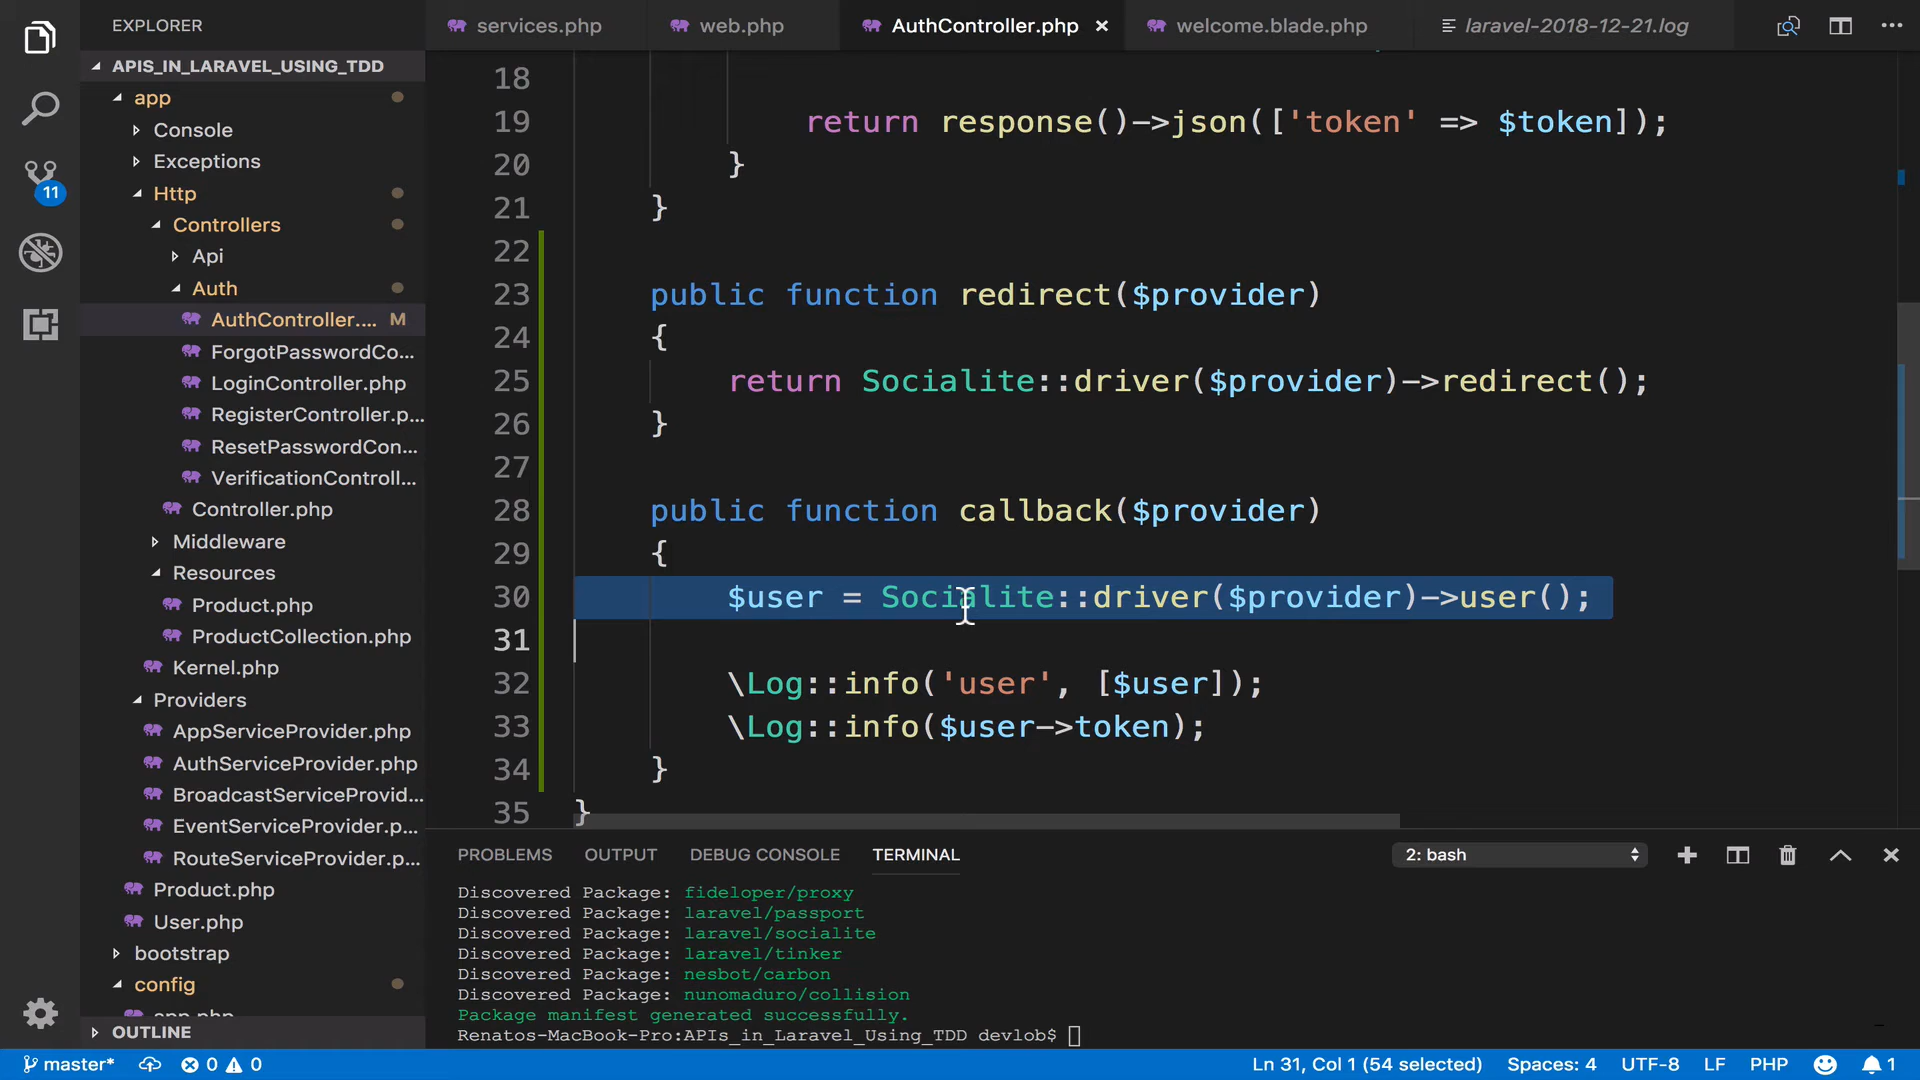 EXPLORER
services.php
web.php
AuthController.php
welcome.blade.php
laravel-2018-12-21.log
APIS_IN_LARAVEL_USING_TDD
app
Console
Exceptions
Http
Controllers
Api
Auth
AuthController.... M
ForgotPasswordCo...
LoginController.php
RegisterController.p...
ResetPasswordCon...
VerificationControll...
Controller.php
Middleware
Resources
Product.php
ProductCollection.php
Kernel.php
Providers
AppServiceProvider.php
AuthServiceProvider.php
BroadcastServiceProvid...
EventServiceProvider.p...
RouteServiceProvider.p...
Product.php
User.php
bootstrap
config
OUTLINE
11
18
19 return response()->json(['token' => $token]);
20 }
21 }
22
23 public function redirect($provider)
24 {
25 return Socialite::driver($provider)->redirect();
26 }
27
28 public function callback($provider)
29 {
30 $user = Socialite::driver($provider)->user();
31
32 \Log::info('user', [$user]);
33 \Log::info($user->token);
34 }
35 }
PROBLEMS OUTPUT DEBUG CONSOLE TERMINAL 2: bash
Discovered Package: fideloper/proxy
Discovered Package: laravel/passport
Discovered Package: laravel/socialite
Discovered Package: laravel/tinker
Discovered Package: nesbot/carbon
Discovered Package: nunomaduro/collision
Package manifest generated successfully.
Renatos-MacBook-Pro:APIs_in_Laravel_Using_TDD devlob$
master* 0 0 Ln 31, Col 1 (54 selected) Spaces: 4 UTF-8 LF PHP 1